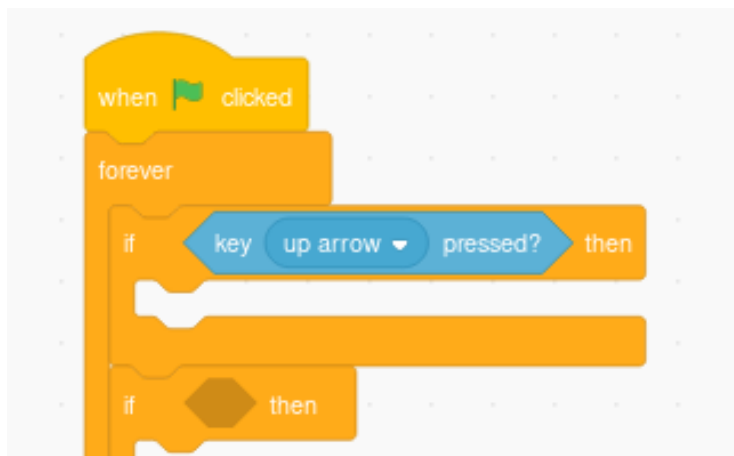 when clicked
forever
if key up arrow pressed? then
if then